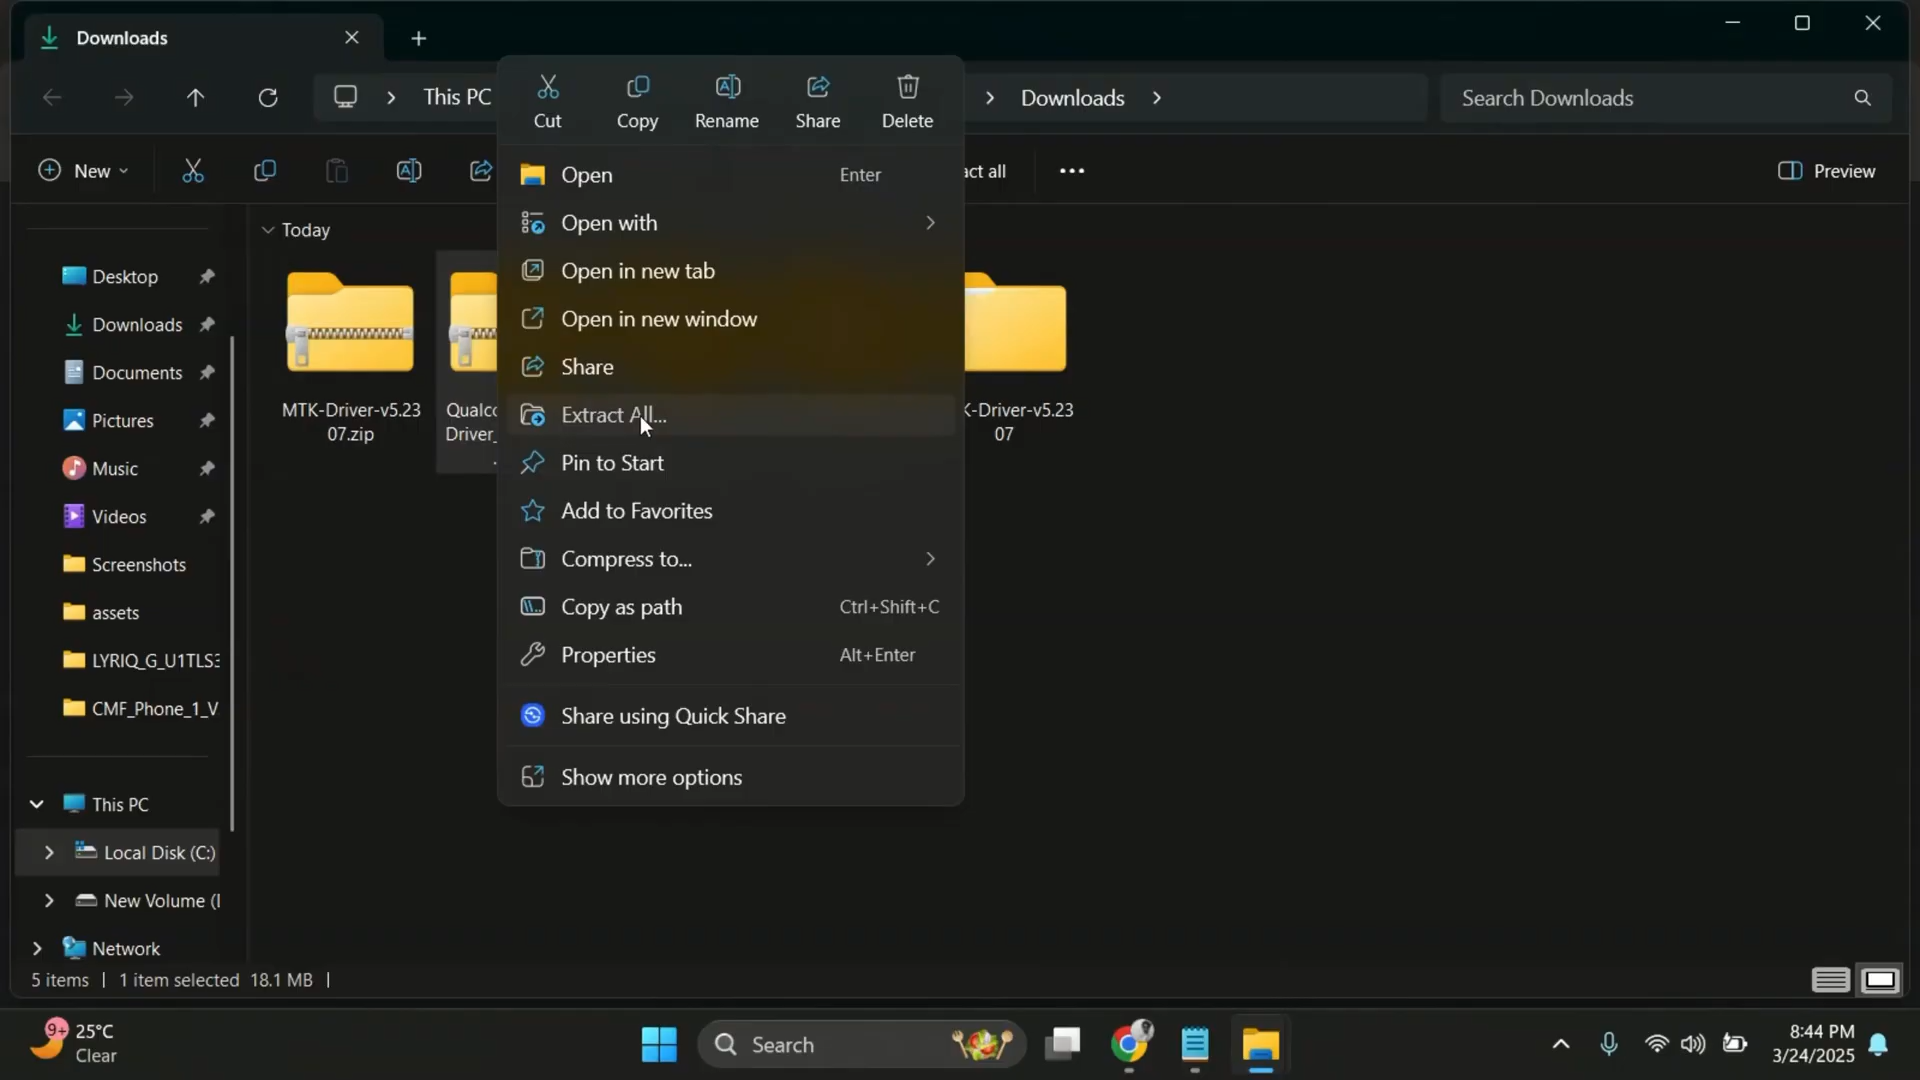 Downloads
This PC
Downloads
Search Downloads
Cut
Copy
Rename
Share
Delete
New
act all
Preview
Open Enter
Open with
Open in new tab
Open in new window
Share
Extract All...
Pin to Start
Add to Favorites
Compress to...
Copy as path Ctrl+Shift+C
Properties Alt+Enter
Share using Quick Share
Show more options
Today
MTK-Driver-v5.23
07.zip
Qualc
Driver_
K-Driver-v5.23
07
Desktop
Downloads
Documents
Pictures
Music
Videos
Screenshots
assets
LYRIQ_G_U1TLS3
CMF_Phone_1_V
This PC
Local Disk (C:)
New Volume (
Network
5 items | 1 item selected 18.1 MB |
9+
25°C
Clear
Search
8:44 PM
3/24/2025